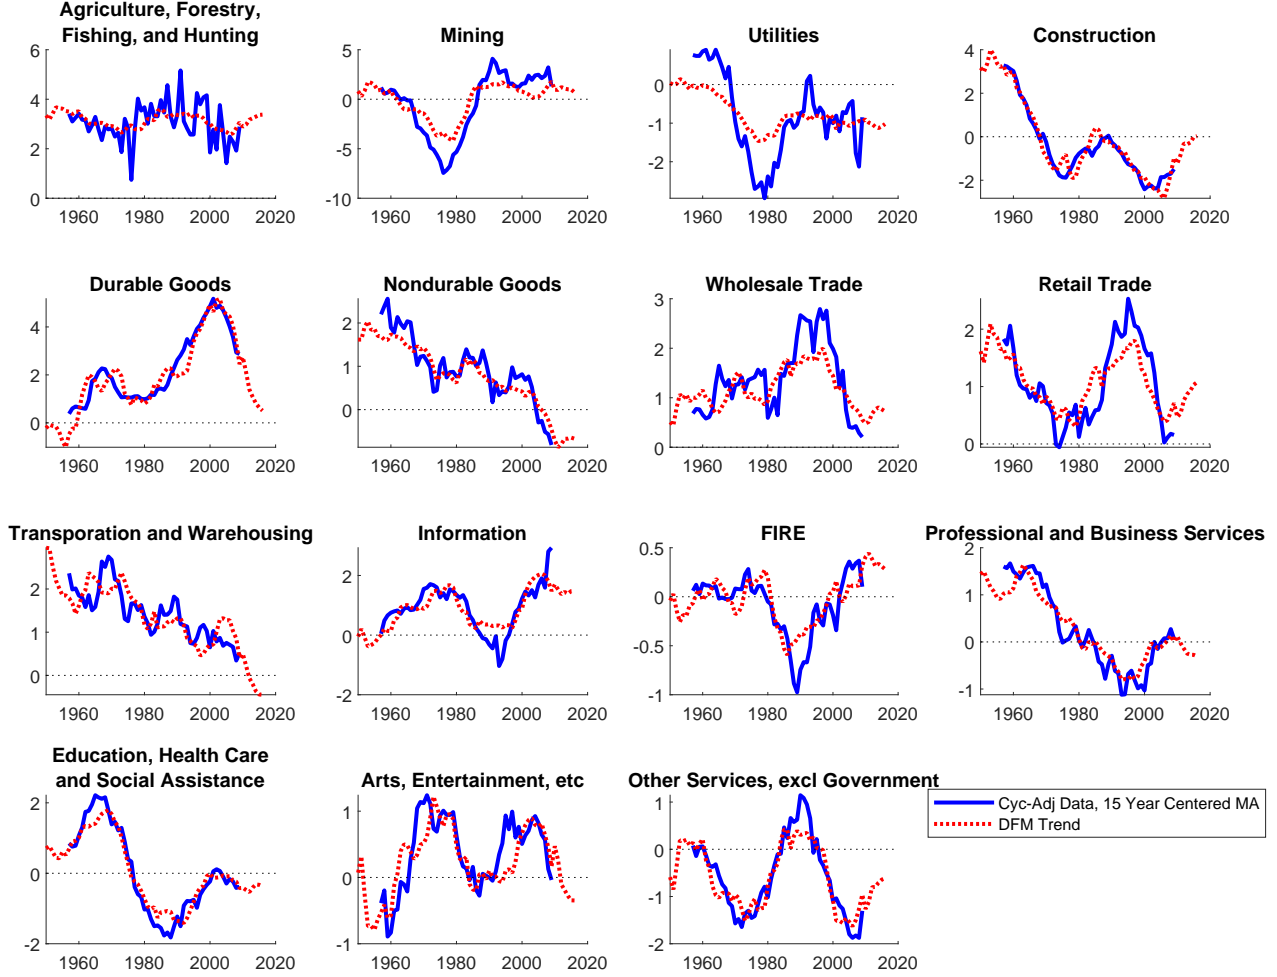 Agriculture, Forestry,
Fishing, and Hunting
Mining
Utilities
Construction
6
4
2
0
1960 1980 2000 2020
5
0
-5
-10
1960 1980 2000 2020
0
-1
-2
1960 1980 2000 2020
4
2
0
-2
1960 1980 2000 2020
Durable Goods
Nondurable Goods
Wholesale Trade
Retail Trade
4
2
0
1960 1980 2000 2020
2
1
0
1960 1980 2000 2020
3
2
1
0
1960 1980 2000 2020
2
1
0
1960 1980 2000 2020
Transporation and Warehousing
Information
FIRE
Professional and Business Services
2
1
0
1960 1980 2000 2020
2
0
-2
1960 1980 2000 2020
0.5
0
-0.5
-1
1960 1980 2000 2020
2
1
0
-1
1960 1980 2000 2020
Education, Health Care
and Social Assistance
Arts, Entertainment, etc
Other Services, excl Government
2
0
-2
1960 1980 2000 2020
1
0
-1
1960 1980 2000 2020
1
0
-1
-2
1960 1980 2000 2020
Cyc-Adj Data, 15 Year Centered MA
DFM Trend